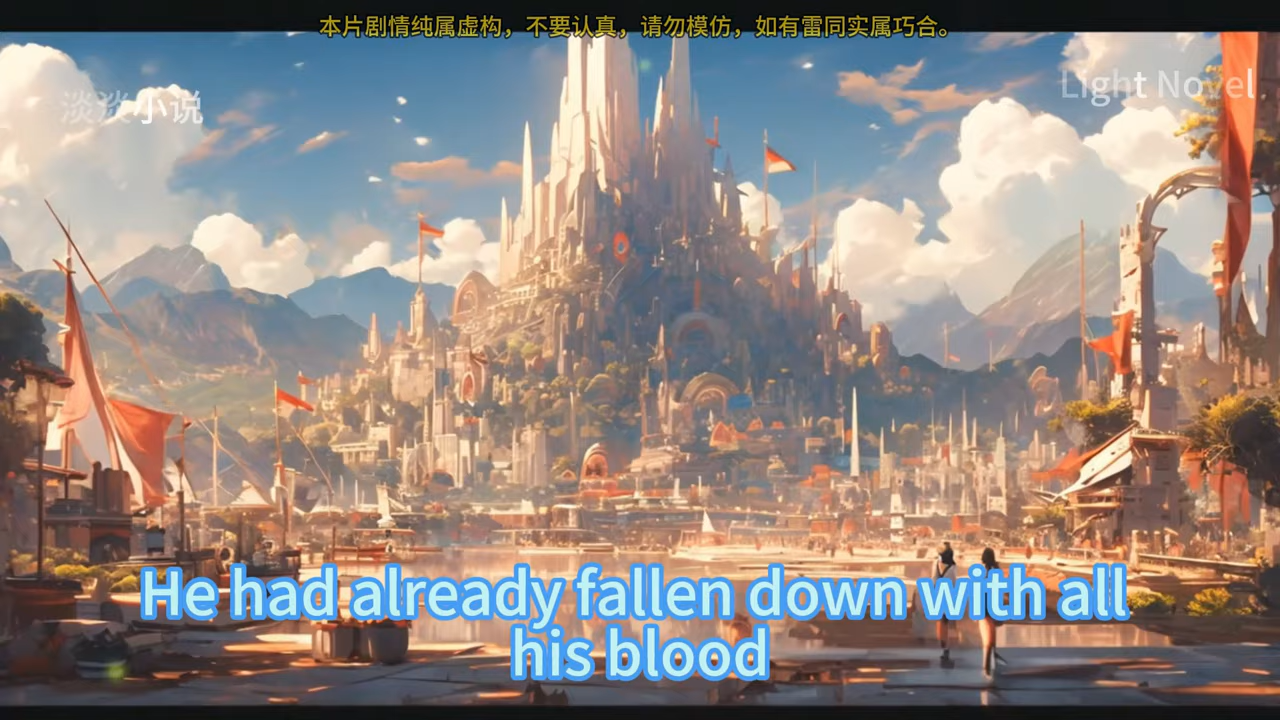 本片剧情纯属虚构，不要认真，请勿模仿，如有雷同实属巧合。
淡淡小说
Light Novel
He had already fallen down with all
his blood